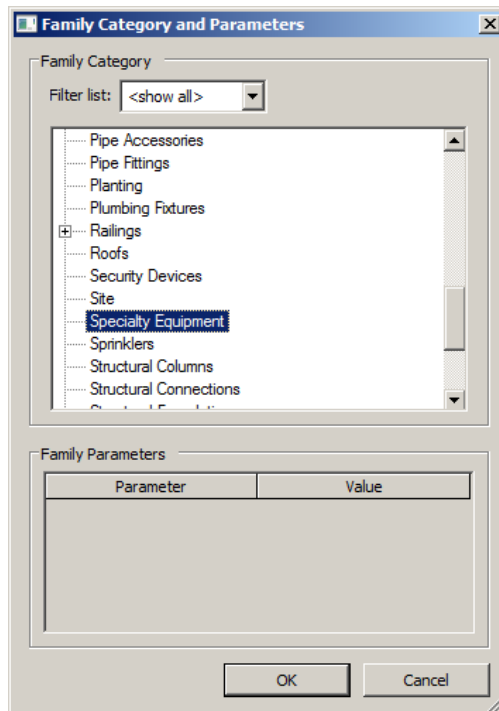 Family Category and Parameters
Family Category
Filter list: <show all>
Pipe Accessories
Pipe Fittings
Planting
Plumbing Fixtures
Railings
Roofs
Security Devices
Site
Specialty Equipment
Sprinklers
Structural Columns
Structural Connections
Family Parameters
Parameter Value
OK Cancel